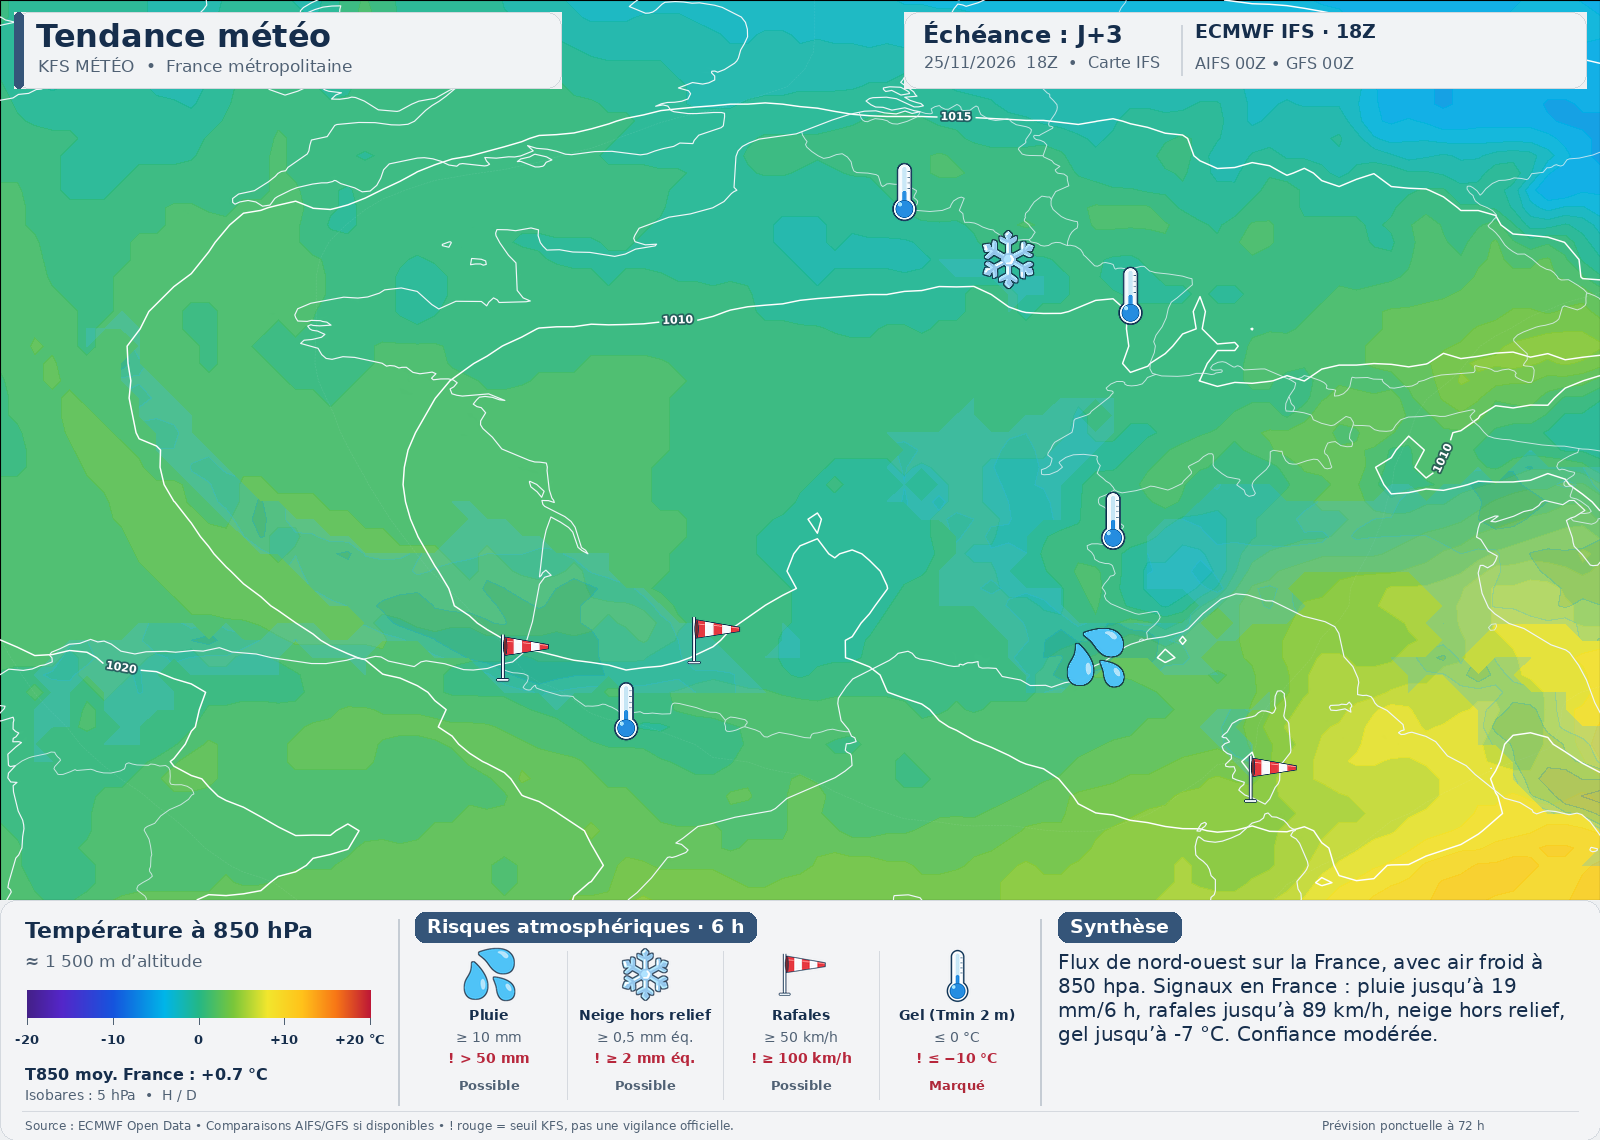 Tendance météo
KFS MÉTÉO • France métropolitaine
Échéance : J+3
25/11/2026 18Z • Carte IFS
ECMWF IFS · 18Z
AIFS 00Z • GFS 00Z
1015
1010
1010
1020
Température à 850 hPa
≈ 1 500 m d’altitude
-20 -10 0 +10 +20 °C
T850 moy. France : +0.7 °C
Isobares : 5 hPa • H / D
Risques atmosphériques · 6 h
Pluie
≥ 10 mm
! > 50 mm
Possible
Neige hors relief
≥ 0,5 mm éq.
! ≥ 2 mm éq.
Possible
Rafales
≥ 50 km/h
! ≥ 100 km/h
Possible
Gel (Tmin 2 m)
≤ 0 °C
! ≤ −10 °C
Marqué
Synthèse
Flux de nord-ouest sur la France, avec air froid à
850 hpa. Signaux en France : pluie jusqu’à 19
mm/6 h, rafales jusqu’à 89 km/h, neige hors relief,
gel jusqu’à -7 °C. Confiance modérée.
Source : ECMWF Open Data • Comparaisons AIFS/GFS si disponibles • ! rouge = seuil KFS, pas une vigilance officielle.
Prévision ponctuelle à 72 h